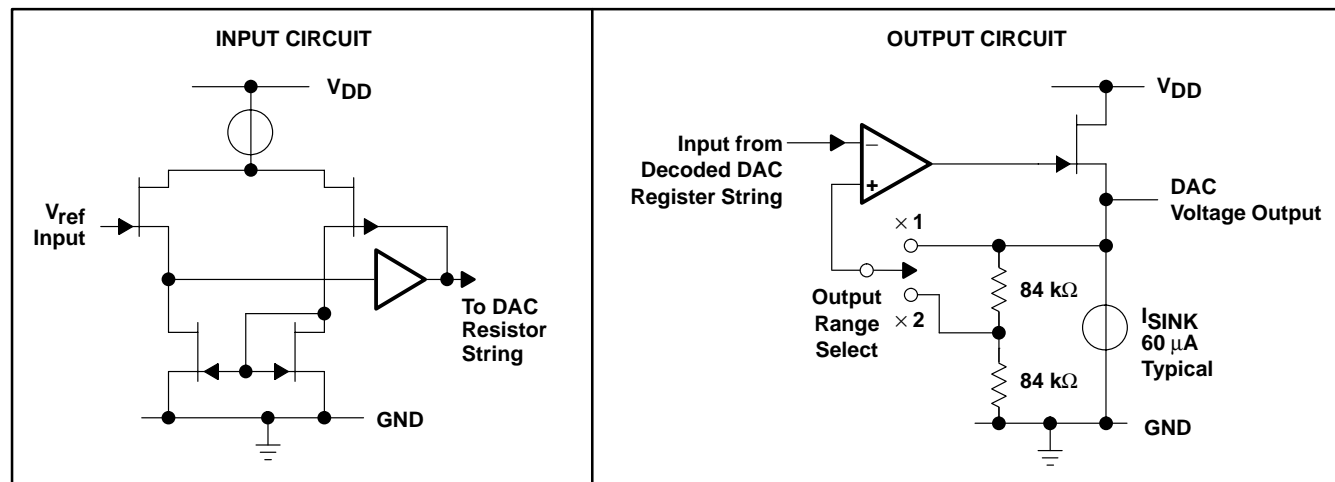 INPUT CIRCUIT
VDD
Vref
Input
To DAC
Resistor
String
GND
OUTPUT CIRCUIT
VDD
Input from
Decoded DAC
Register String
−
+
DAC
Voltage Output
× 1
Output
Range
Select
× 2
84 kΩ
84 kΩ
ISINK
60 μA
Typical
GND